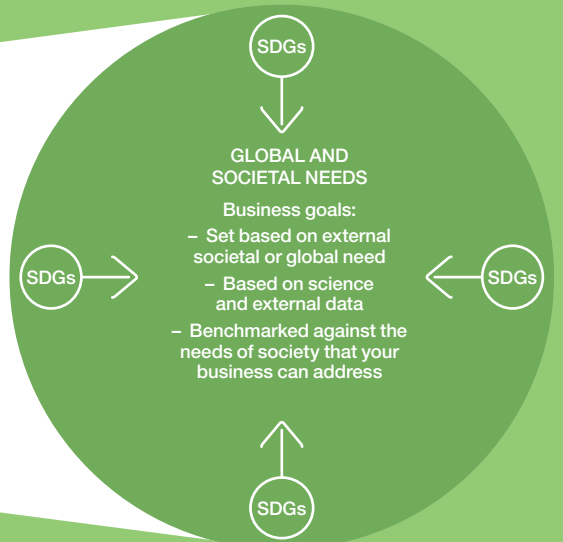 SDGs
GLOBAL AND
SOCIETAL NEEDS
Business goals:
– Set based on external
societal or global need
– Based on science
and external data
– Benchmarked against the
needs of society that your
business can address
SDGs
SDGs
SDGs